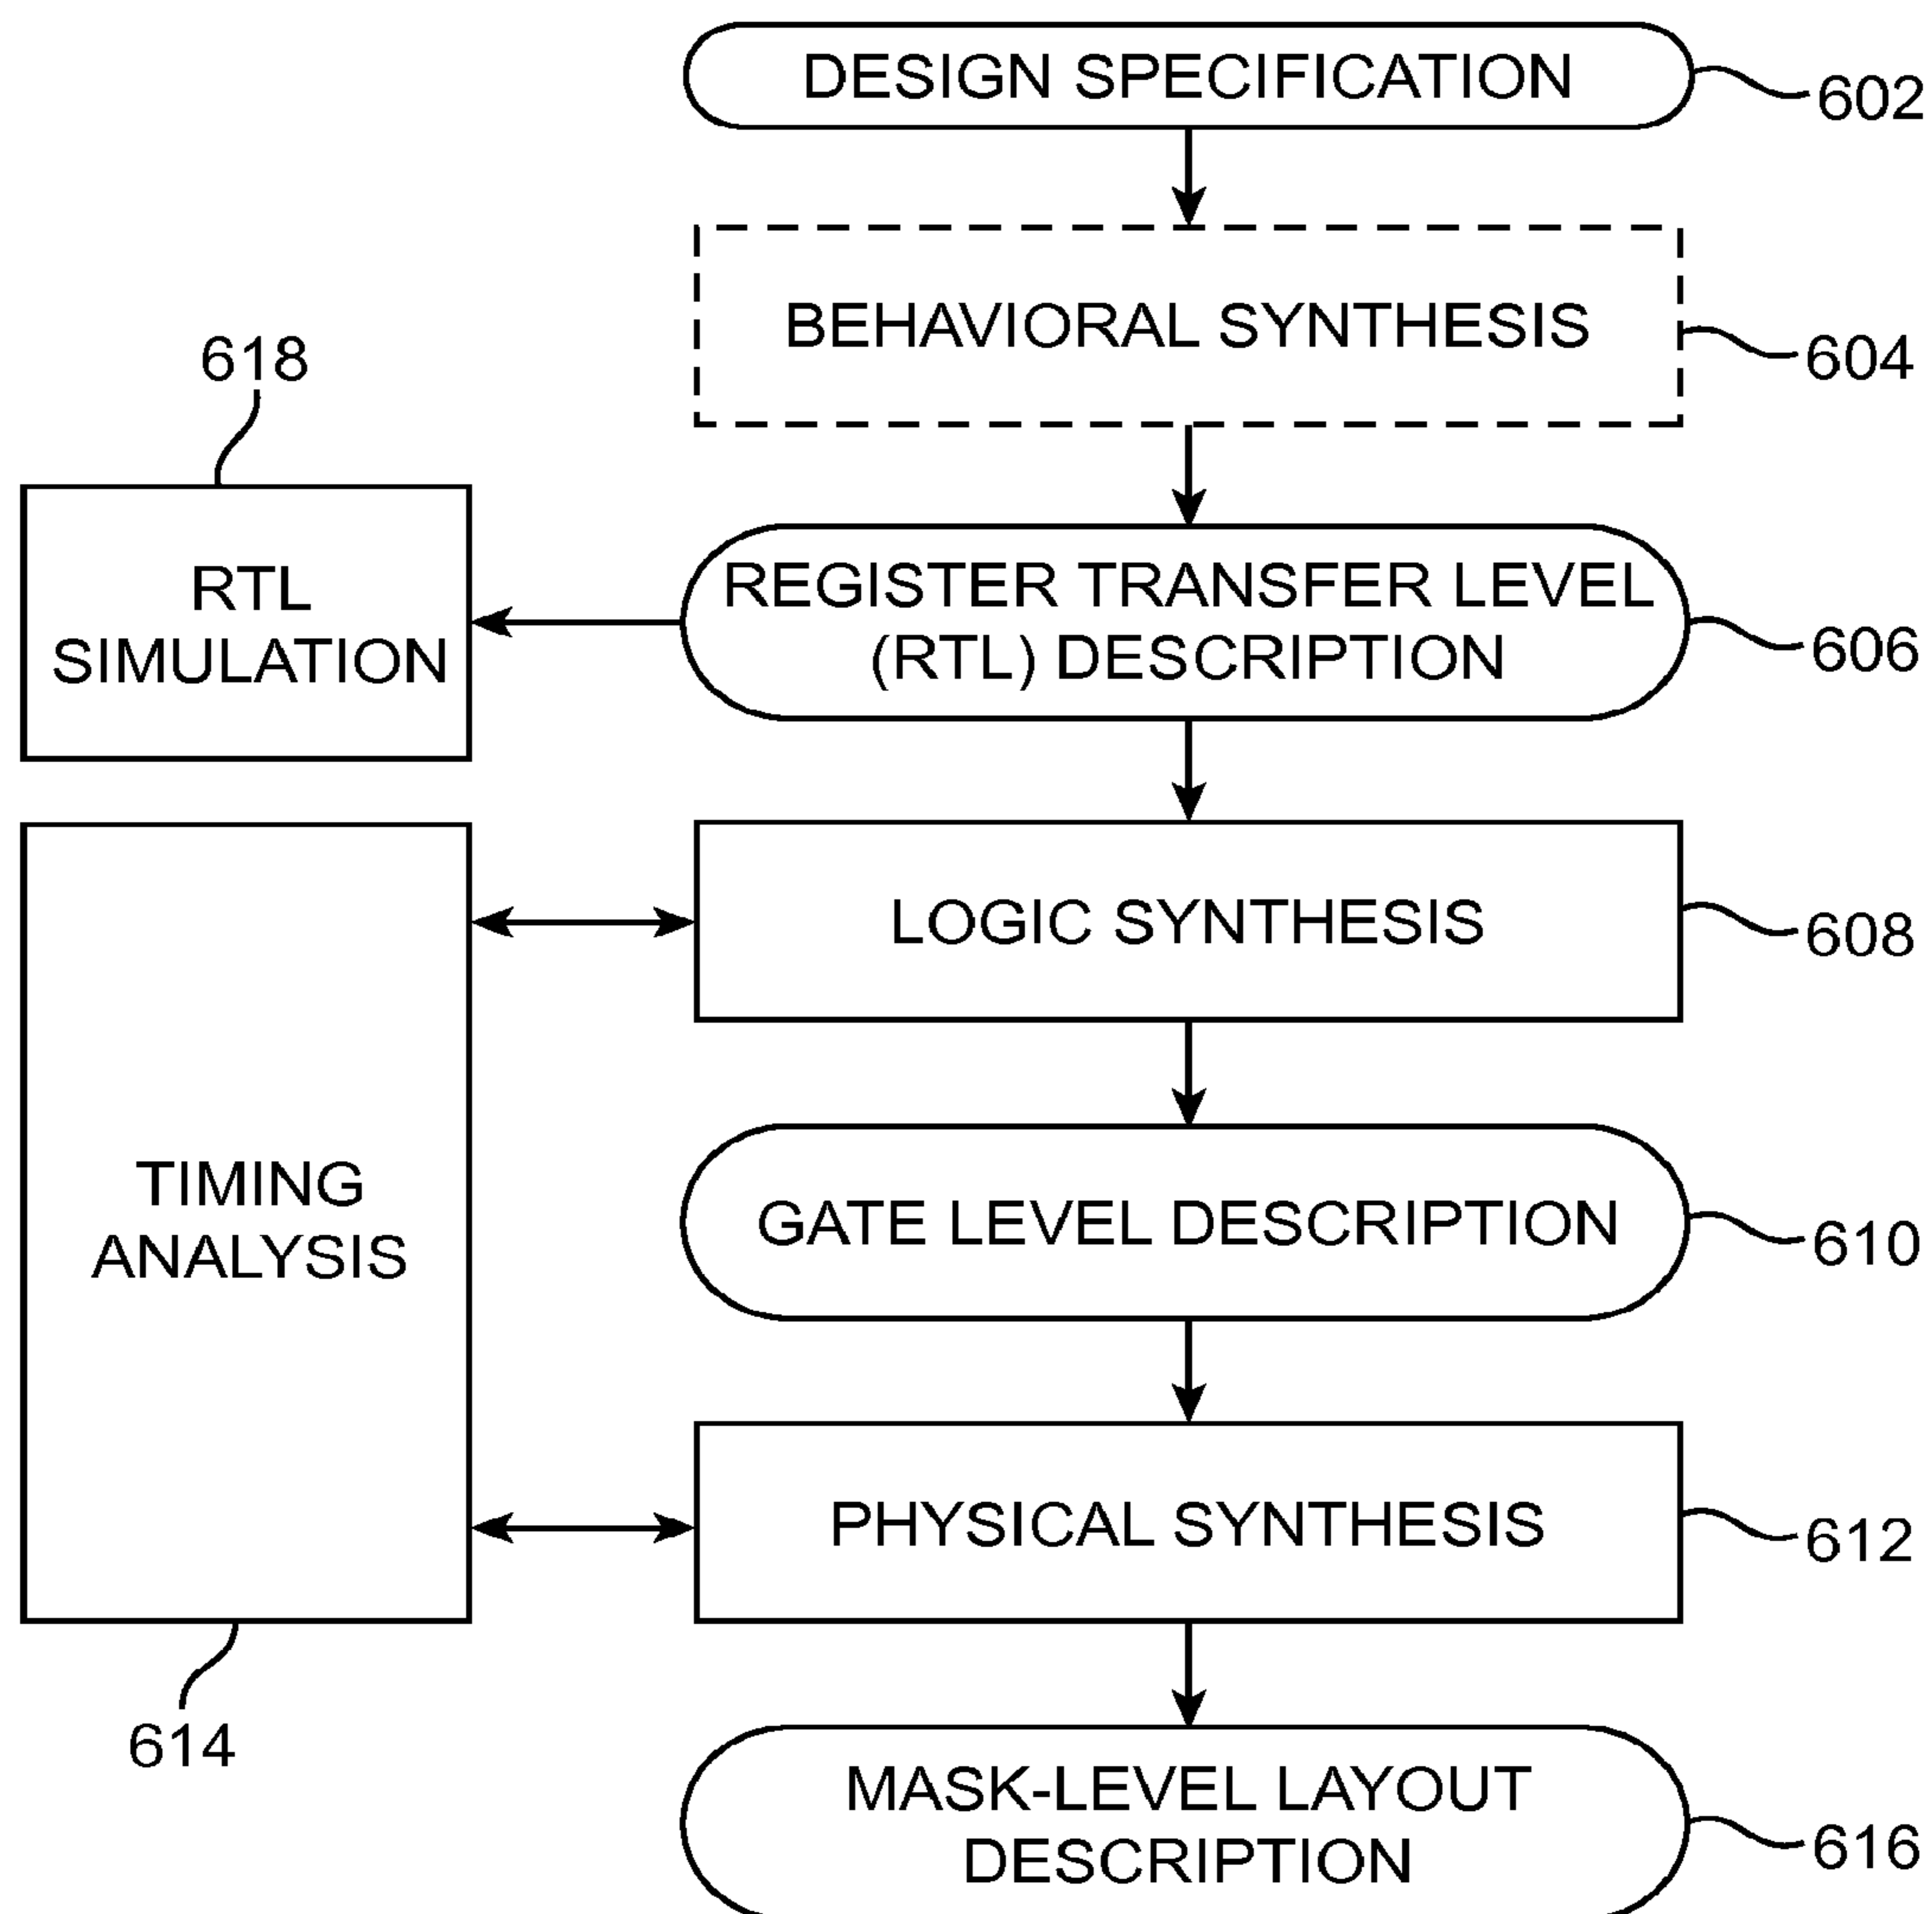 DESIGN SPECIFICATION
602
BEHAVIORAL SYNTHESIS
604
618
RTL
SIMULATION
REGISTER TRANSFER LEVEL
(RTL) DESCRIPTION
606
LOGIC SYNTHESIS
608
TIMING
ANALYSIS
GATE LEVEL DESCRIPTION
610
PHYSICAL SYNTHESIS
612
614
MASK-LEVEL LAYOUT
DESCRIPTION
616